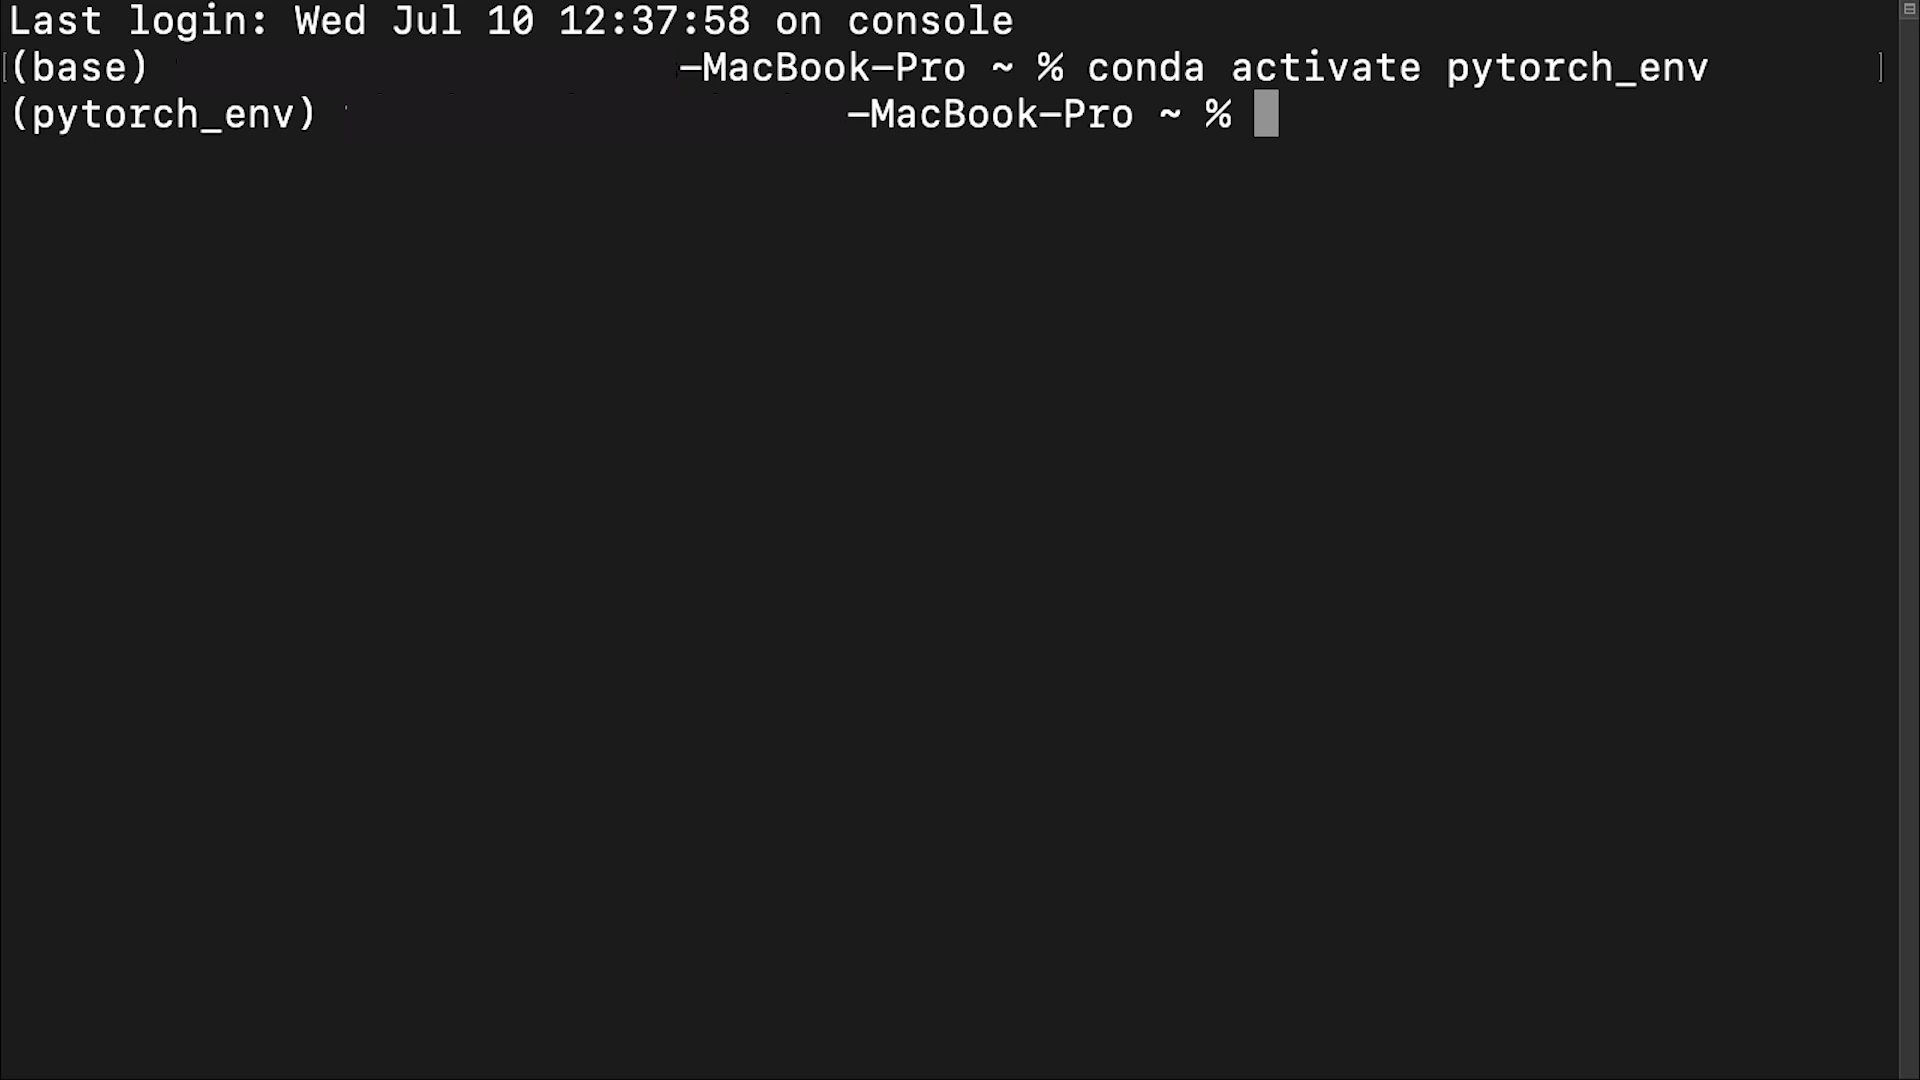 Last login: Wed Jul 10 12:37:58 on console
(base) -MacBook-Pro ~ % conda activate pytorch_env
(pytorch_env) -MacBook-Pro ~ %